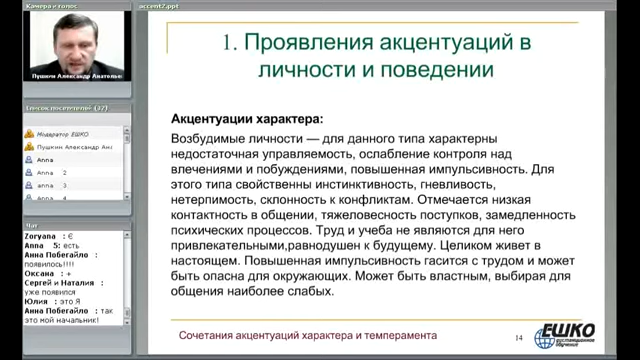 Камера и голос
accent2.ppt
Пушкин Александр Анатолье
Список посетителей (37)
Модератор ЕШКО
Пушкин Александр Ана
Anna
Anna 2
anna 3
Anna 4
Чат
Zoryana : Є
Anna 5: есть
Анна Побегайло :
появилось!!!!
Оксана : +
Сергей и Наталия :
уже появился
Юлия : это Я
Анна Побегайло : так
это мой начальник!
1. Проявления акцентуаций в
личности и поведении
Акцентуации характера:
Возбудимые личности — для данного типа характерны
недостаточная управляемость, ослабление контроля над
влечениями и побуждениями, повышенная импульсивность. Для
этого типа свойственны инстинктивность, гневливость,
нетерпимость, склонность к конфликтам. Отмечается низкая
контактность в общении, тяжеловесность поступков, замедленность
психических процессов. Труд и учеба не являются для него
привлекательными,равнодушен к будущему. Целиком живет в
настоящем. Повышенная импульсивность гасится с трудом и может
быть опасна для окружающих. Может быть властным, выбирая для
общения наиболее слабых.
Сочетания акцентуаций характера и темперамента
14
ЕШКО
дистанционное
обучение